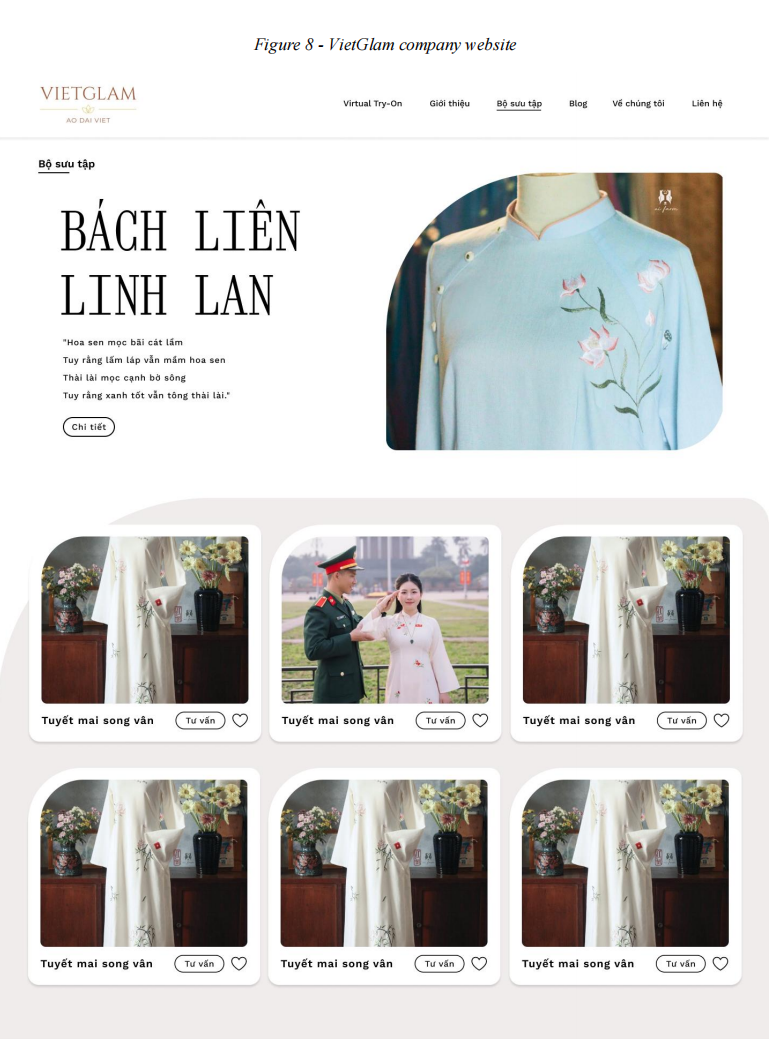 Figure 8 - VietGlam company website
VIETGLAM
AO DAI VIET
Virtual Try-On
Giới thiệu
Bộ sưu tập
Blog
Về chúng tôi
Liên hệ
Bộ sưu tập
BÁCH LIÊN
LINH LAN
"Hoa sen mọc bãi cát lầm
Tuy rằng lấm láp vẫn mầm hoa sen
Thài lài mọc cạnh bờ sông
Tuy rằng xanh tốt vẫn tông thài lài."
Chi tiết
Tuyết mai song vân
Tư vấn
Tuyết mai song vân
Tư vấn
Tuyết mai song vân
Tư vấn
Tuyết mai song vân
Tư vấn
Tuyết mai song vân
Tư vấn
Tuyết mai song vân
Tư vấn